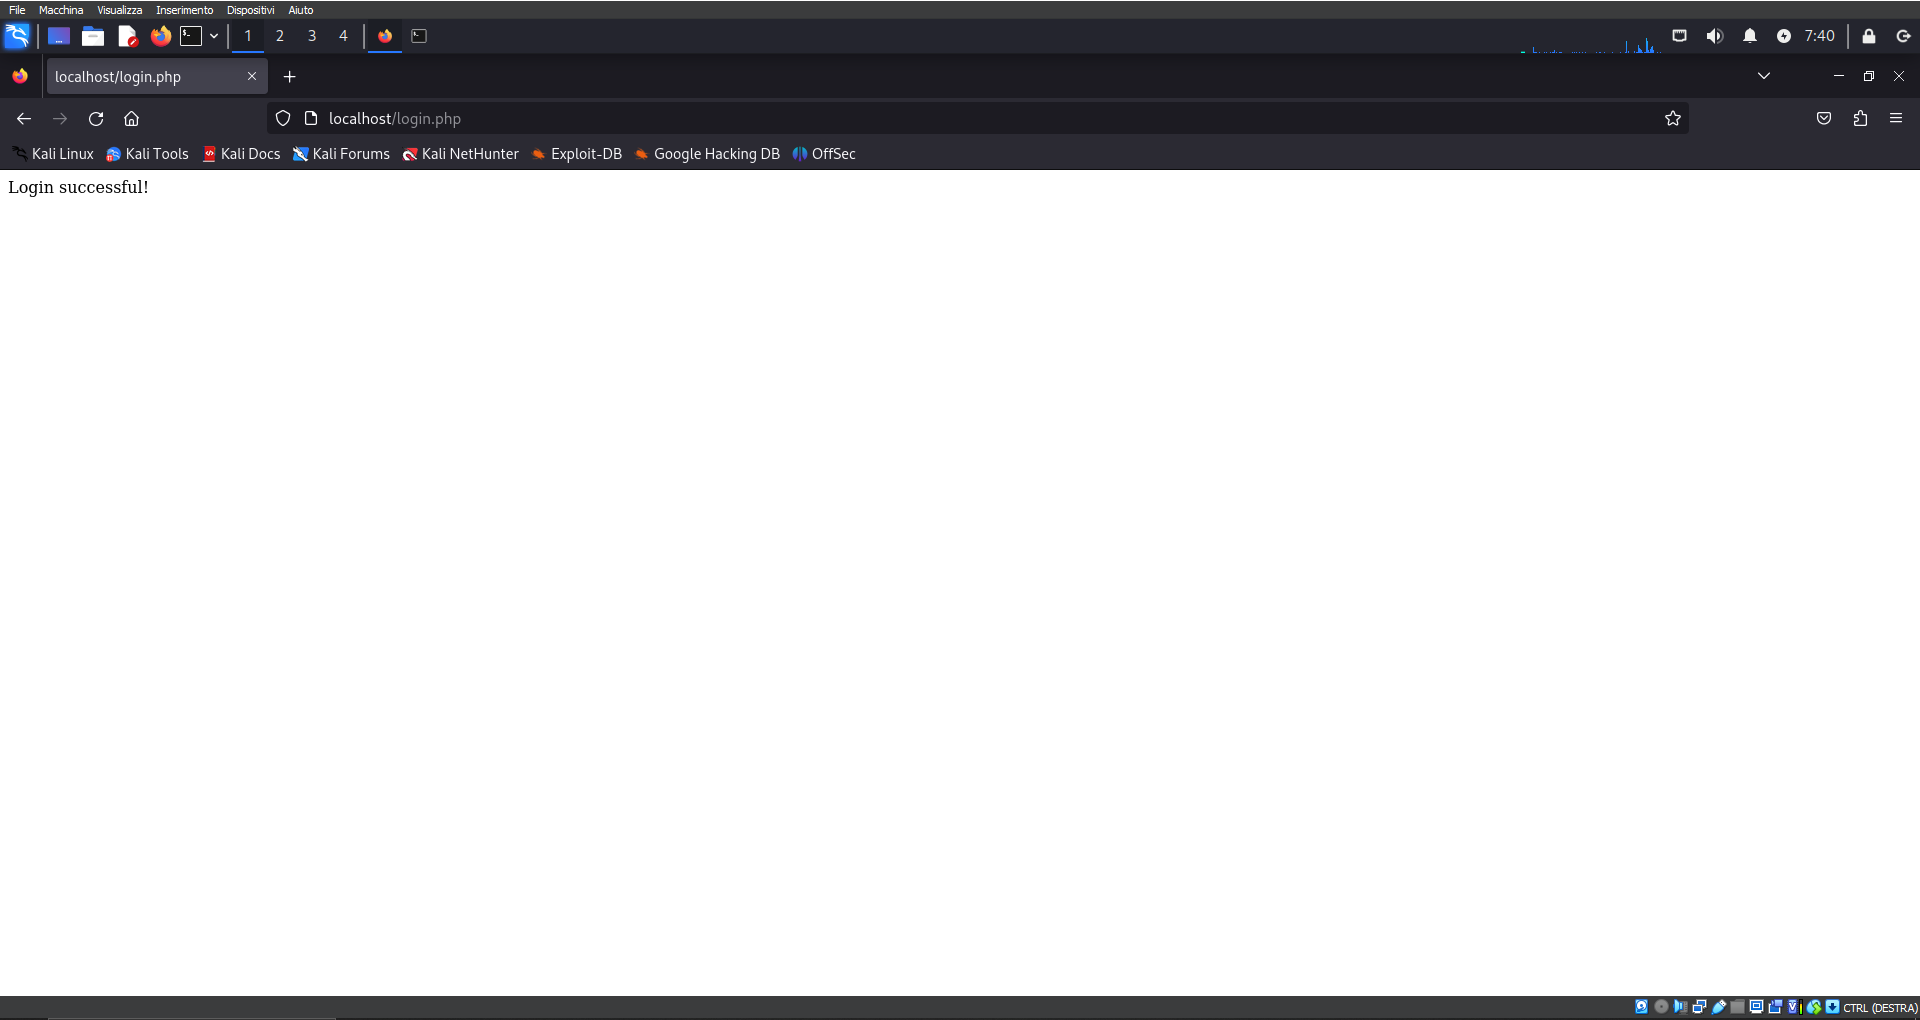 File Macchina Visualizza Inserimento Dispositivi Aiuto
1 2 3 4 7:40
localhost/login.php
localhost/login.php
Kali Linux Kali Tools Kali Docs Kali Forums Kali NetHunter Exploit-DB Google Hacking DB OffSec
Login successful!
CTRL (DESTRA)